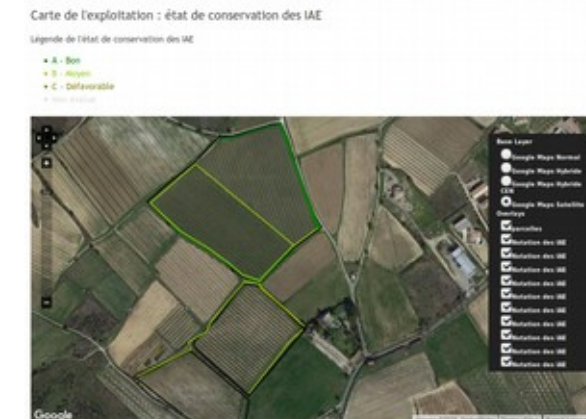 Carte de l'exploitation : état de conservation des IAE
Légende de l'état de conservation des IAE
A - Bon
B - Moyen
C - Défavorable
Base Layer
Google Maps Normal
Google Maps Hybride
Google Maps Hybride
CEN
Google Maps Satellite
Overlays
parcelles
Notation des IAE
Notation des IAE
Notation des IAE
Notation des IAE
Notation des IAE
Notation des IAE
Notation des IAE
Notation des IAE
Notation des IAE
Notation des IAE
Google